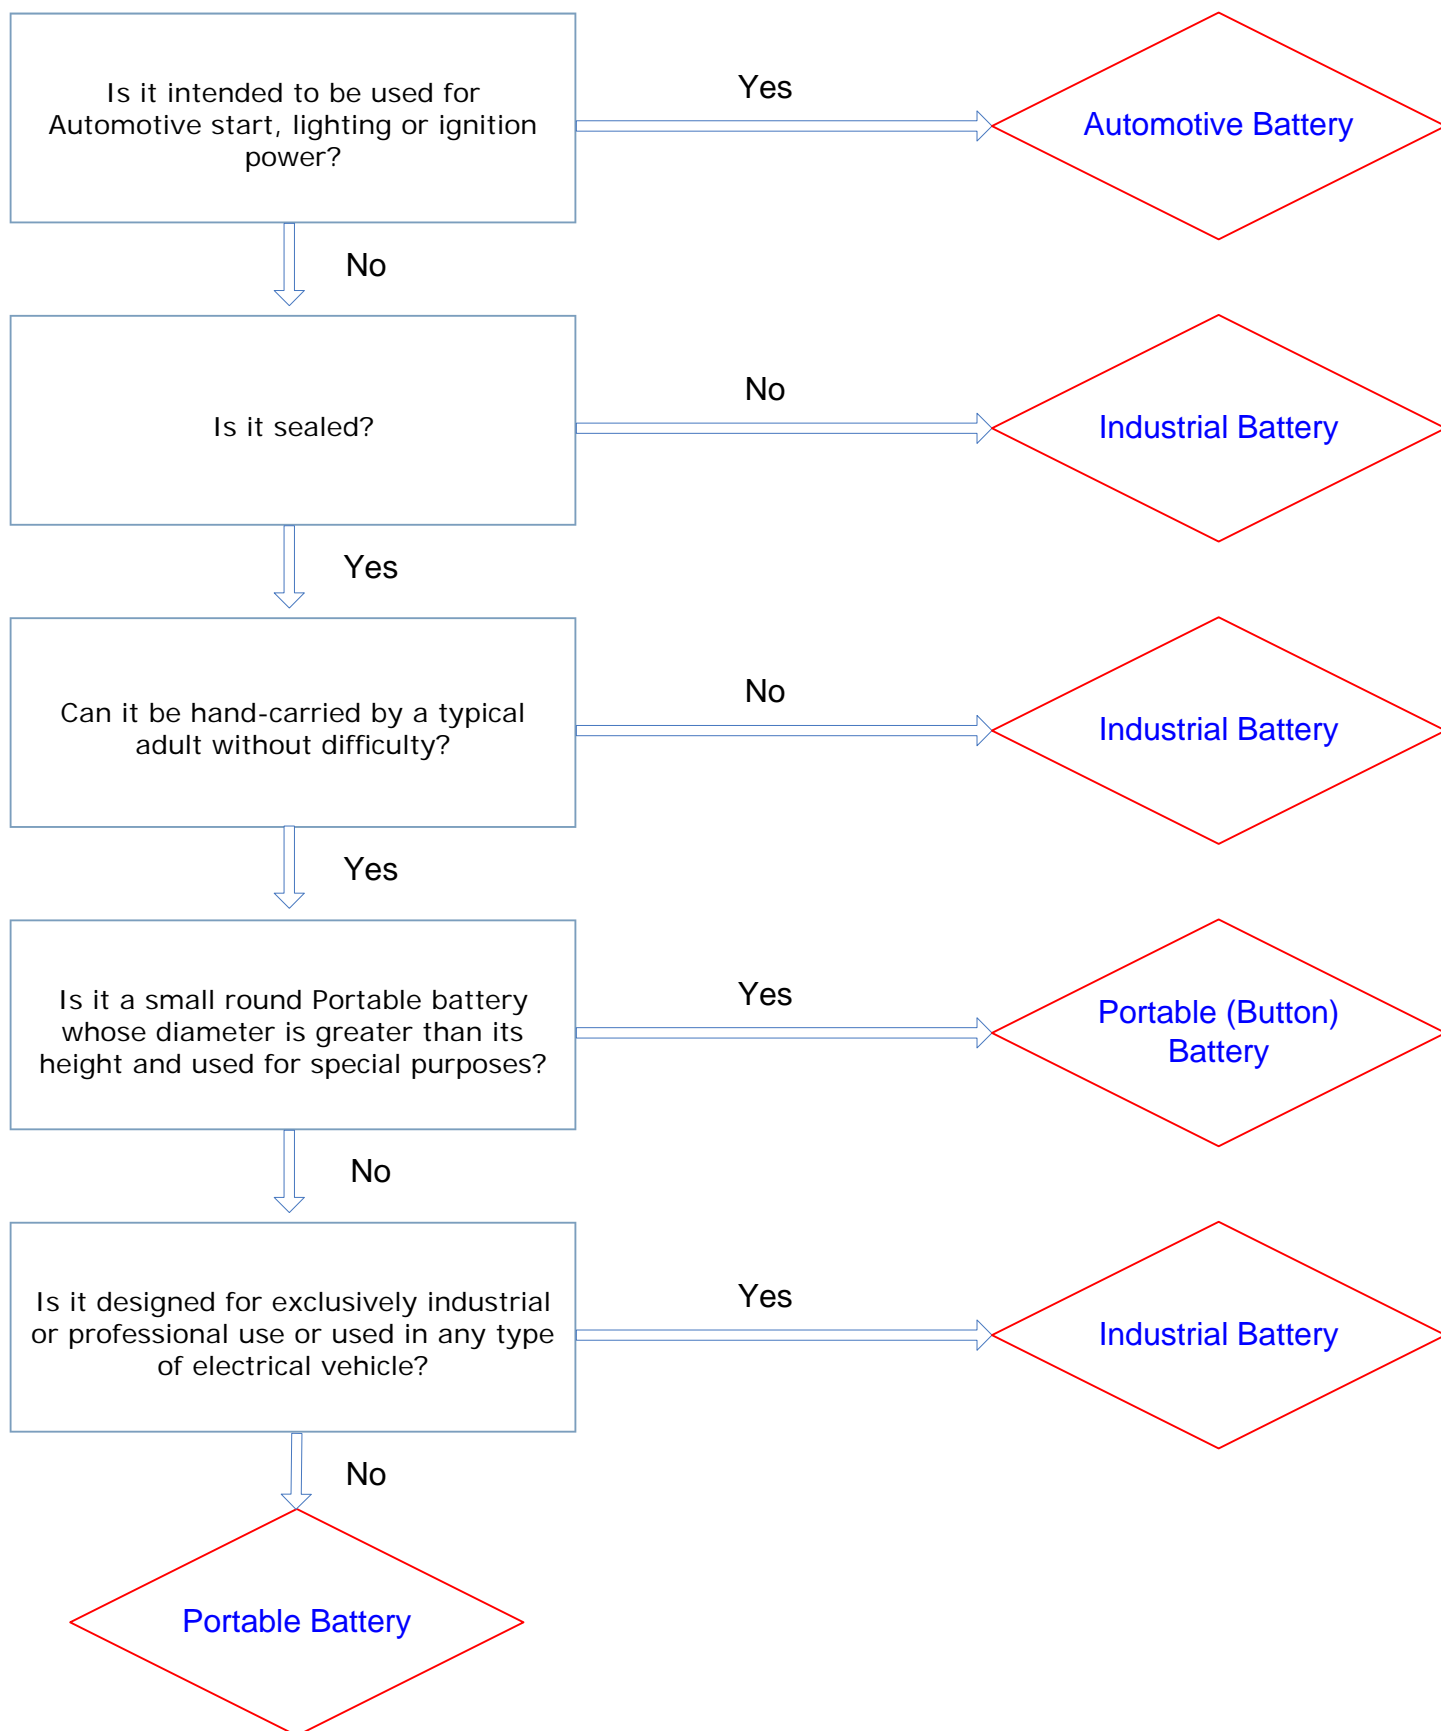 Is it intended to be used for
Automotive start, lighting or ignition
power?
Yes
Automotive Battery
No
Is it sealed?
No
Industrial Battery
Yes
Can it be hand-carried by a typical
adult without difficulty?
No
Industrial Battery
Yes
Is it a small round Portable battery
whose diameter is greater than its
height and used for special purposes?
Yes
Portable (Button)
Battery
No
Is it designed for exclusively industrial
or professional use or used in any type
of electrical vehicle?
Yes
Industrial Battery
No
Portable Battery